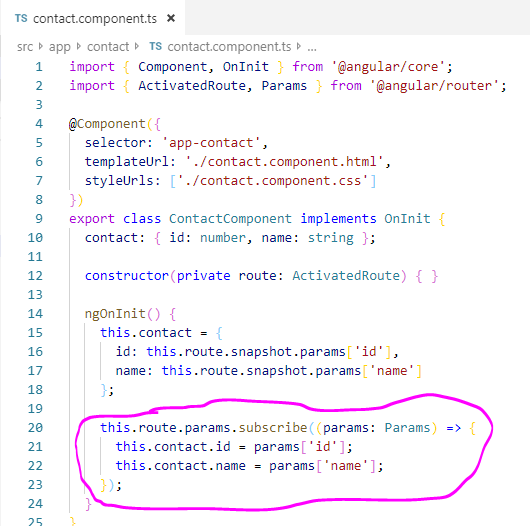 TS contact.component.ts ×
src > app > contact > TS contact.component.ts > ...
1 import { Component, OnInit } from '@angular/core';
2 import { ActivatedRoute, Params } from '@angular/router';
3
4 @Component({
5 selector: 'app-contact',
6 templateUrl: './contact.component.html',
7 styleUrls: ['./contact.component.css']
8 })
9 export class ContactComponent implements OnInit {
10 contact: { id: number, name: string };
11
12 constructor(private route: ActivatedRoute) { }
13
14 ngOnInit() {
15 this.contact = {
16 id: this.route.snapshot.params['id'],
17 name: this.route.snapshot.params['name']
18 };
19
20 this.route.params.subscribe((params: Params) => {
21 this.contact.id = params['id'];
22 this.contact.name = params['name'];
23 });
24 }
25 }